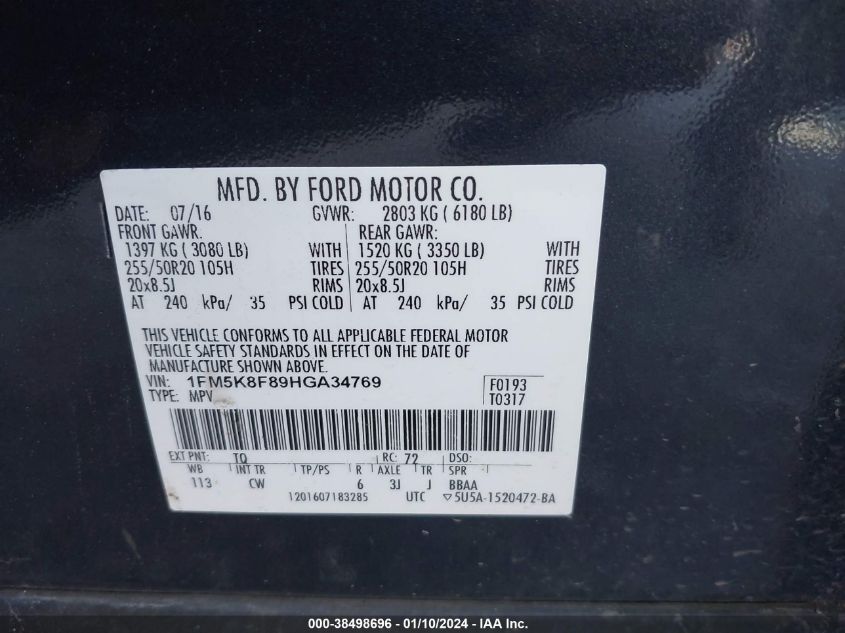 MFD. BY FORD MOTOR CO.
DATE: 07/16 GVWR: 2803 KG ( 6180 LB)
FRONT GAWR: REAR GAWR:
1397 KG ( 3080 LB) WITH 1520 KG ( 3350 LB) WITH
255/50R20 105H TIRES 255/50R20 105H TIRES
20x8.5J RIMS 20x8.5J RIMS
AT 240 kPa/ 35 PSI COLD AT 240 kPa/ 35 PSI COLD
THIS VEHICLE CONFORMS TO ALL APPLICABLE FEDERAL MOTOR
VEHICLE SAFETY STANDARDS IN EFFECT ON THE DATE OF
MANUFACTURE SHOWN ABOVE.
VIN: 1FM5K8F89HGA34769 F0193
TYPE: MPV T0317
EXT PNT: TQ RC: 72 DSO:
WB INT TR TP/PS R AXLE TR SPR
113 CW 6 3J J BBAA
1201607183285 UTC ▽5U5A-1520472-BA
000-38498696 - 01/10/2024 - IAA Inc.